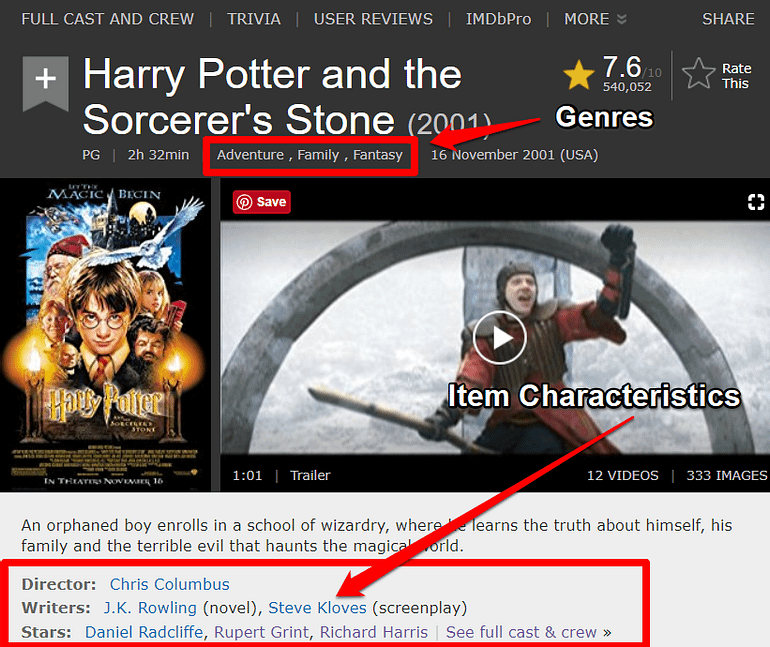 FULL CAST AND CREW | TRIVIA | USER REVIEWS | IMDbPro | MORE SHARE
+ Harry Potter and the
Sorcerer's Stone (2001)
7.6/10
540,052
Rate
This
Genres
PG | 2h 32min Adventure , Family , Fantasy 16 November 2001 (USA)
LET THE
MAGIC BEGIN
Harry Potter
AND THE
SORCERER'S
STONE
IN THEATERS NOVEMBER 16
Save
Item Characteristics
1:01 | Trailer 12 VIDEOS | 333 IMAGES
An orphaned boy enrolls in a school of wizardry, where he learns the truth about himself, his
family and the terrible evil that haunts the magical world.
Director: Chris Columbus
Writers: J.K. Rowling (novel), Steve Kloves (screenplay)
Stars: Daniel Radcliffe, Rupert Grint, Richard Harris | See full cast & crew »